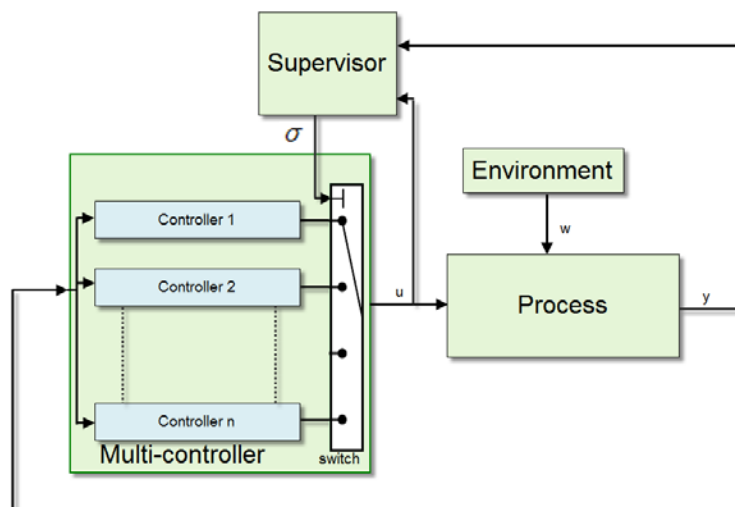 Supervisor
σ
Environment
w
Controller 1
Controller 2
u
Process
y
Controller n
Multi-controller
switch